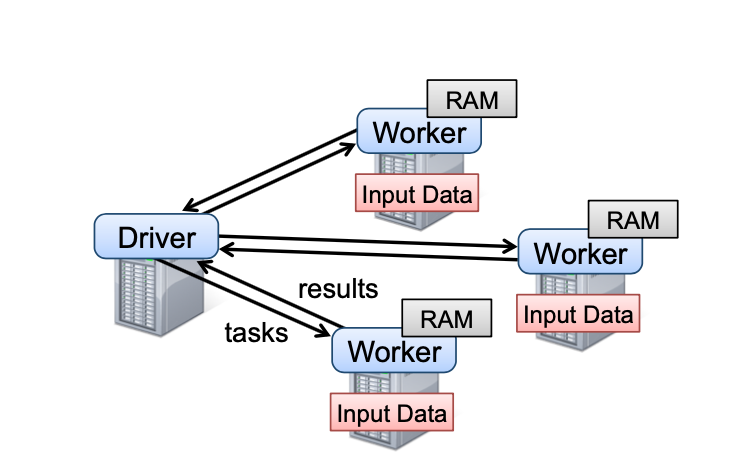 RAM
Worker
Input Data
RAM
Driver
Worker
results
Input Data
RAM
tasks
Worker
Input Data